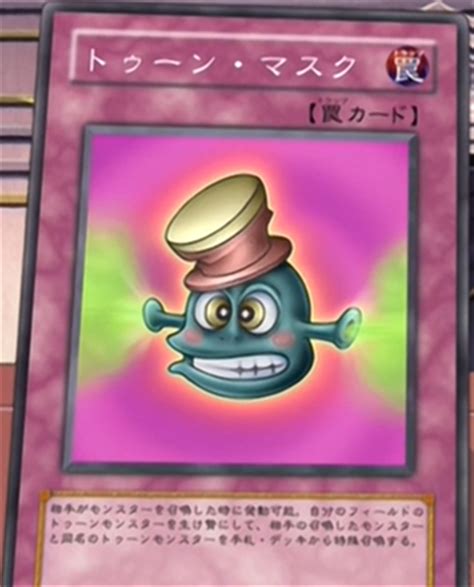 トゥーン・マスク
罠
トラップ
【罠カード】
相手がモンスターを召喚した時に発動可能。自分のフィールドの
トゥーンモンスターを生け贄にして、相手の召喚したモンスター
と同名のトゥーンモンスターを手札・デッキから特殊召喚する。